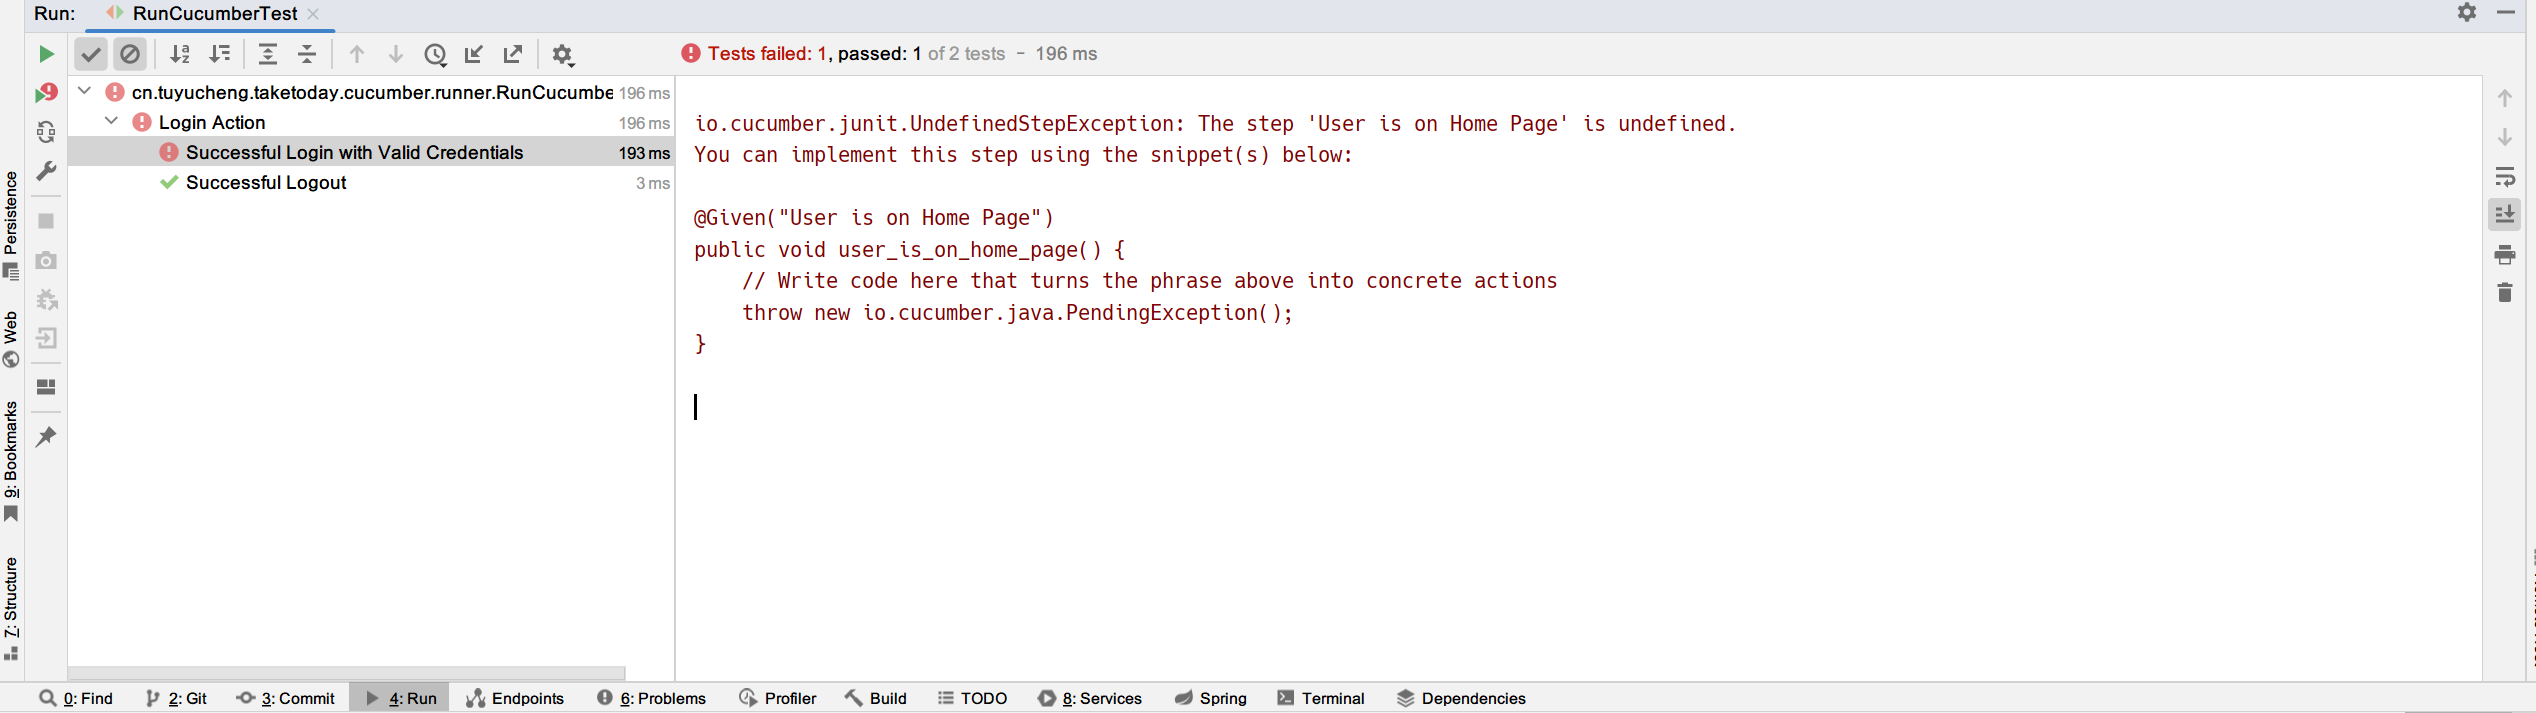 Run: RunCucumberTest
Tests failed: 1, passed: 1 of 2 tests – 196 ms
cn.tuyucheng.taketoday.cucumber.runner.RunCucumbe 196 ms
Login Action 196 ms
Successful Login with Valid Credentials 193 ms
Successful Logout 3 ms
io.cucumber.junit.UndefinedStepException: The step 'User is on Home Page' is undefined.
You can implement this step using the snippet(s) below:
@Given("User is on Home Page")
public void user_is_on_home_page() {
    // Write code here that turns the phrase above into concrete actions
    throw new io.cucumber.java.PendingException();
}
Persistence
Web
9: Bookmarks
7: Structure
0: Find 2: Git 3: Commit 4: Run Endpoints 6: Problems Profiler Build TODO 8: Services Spring Terminal Dependencies